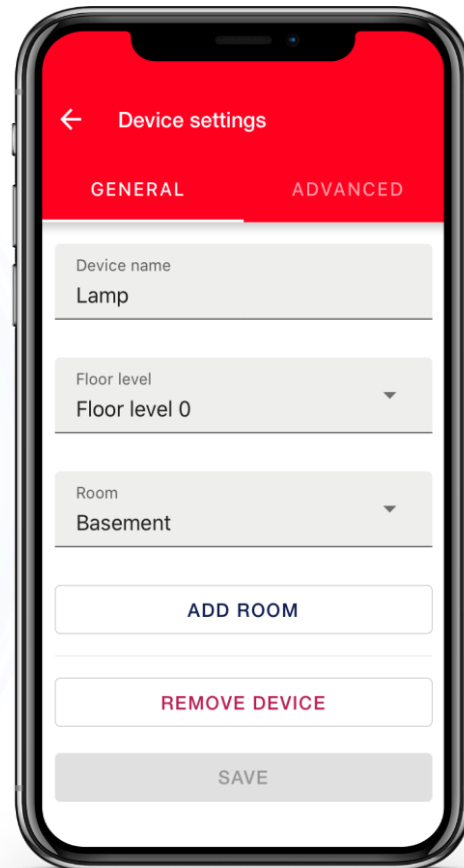 Device settings
GENERAL ADVANCED
Device name
Lamp
Floor level
Floor level 0
Room
Basement
ADD ROOM
REMOVE DEVICE
SAVE